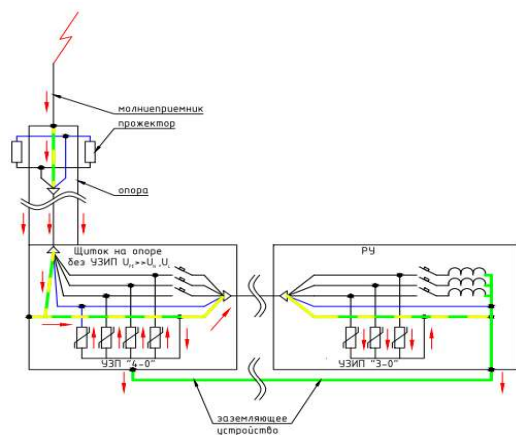 молниеприемник
прожектор
опора
Щиток на опоре
без УЗИП
РУ
УЗП "4-0"
УЗИП "3-0"
заземляющее
устройство